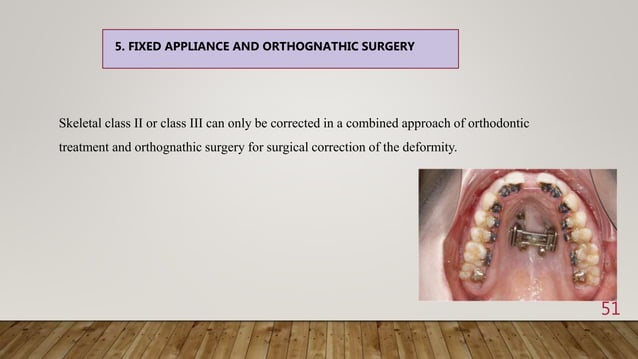 5. FIXED APPLIANCE AND ORTHOGNATHIC SURGERY
Skeletal class II or class III can only be corrected in a combined approach of orthodontic
treatment and orthognathic surgery for surgical correction of the deformity.
51